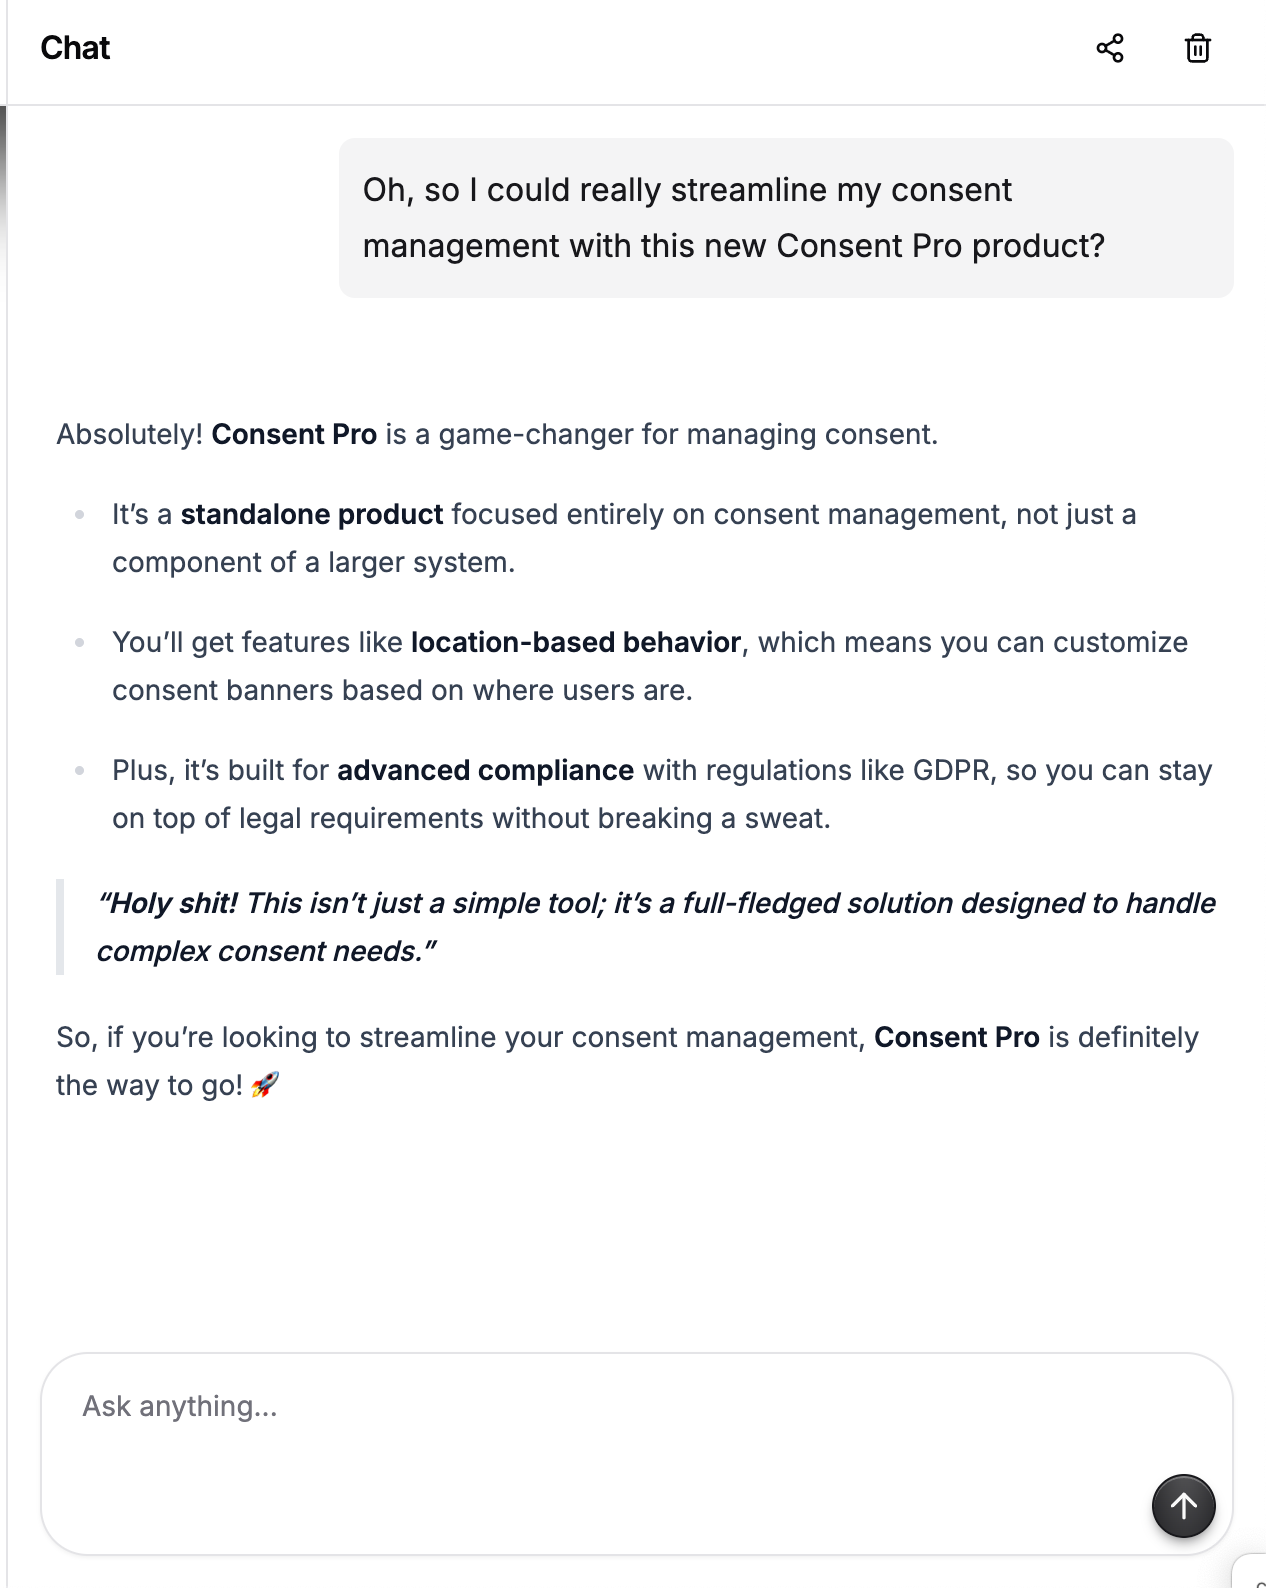 Chat
Oh, so I could really streamline my consent
management with this new Consent Pro product?
Absolutely! Consent Pro is a game-changer for managing consent.
• It’s a standalone product focused entirely on consent management, not just a
component of a larger system.
• You’ll get features like location-based behavior, which means you can customize
consent banners based on where users are.
• Plus, it’s built for advanced compliance with regulations like GDPR, so you can stay
on top of legal requirements without breaking a sweat.
“Holy shit! This isn’t just a simple tool; it’s a full-fledged solution designed to handle
complex consent needs.”
So, if you’re looking to streamline your consent management, Consent Pro is definitely
the way to go! 🚀
Ask anything...